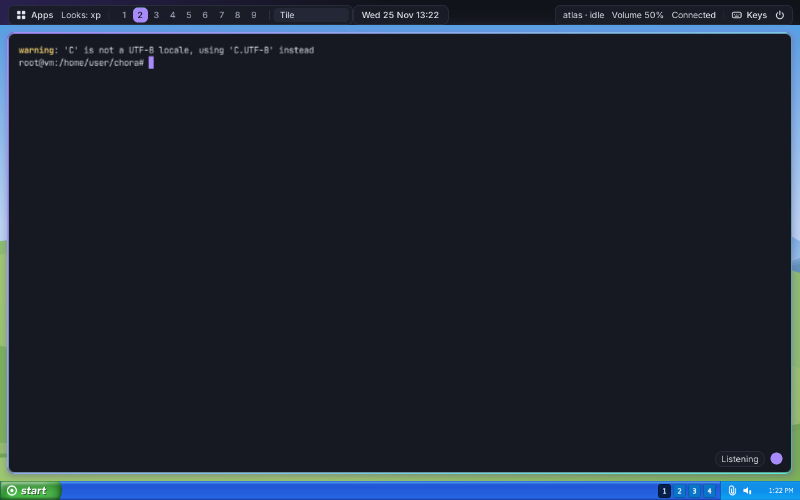 Apps Looks: xp 1 2 3 4 5 6 7 8 9 Tile Wed 25 Nov 13:22 atlas · idle Volume 50% Connected Keys
warning: 'C' is not a UTF-8 locale, using 'C.UTF-8' instead
root@vm:/home/user/chora#
Listening
start 1 2 3 4 1:22 PM